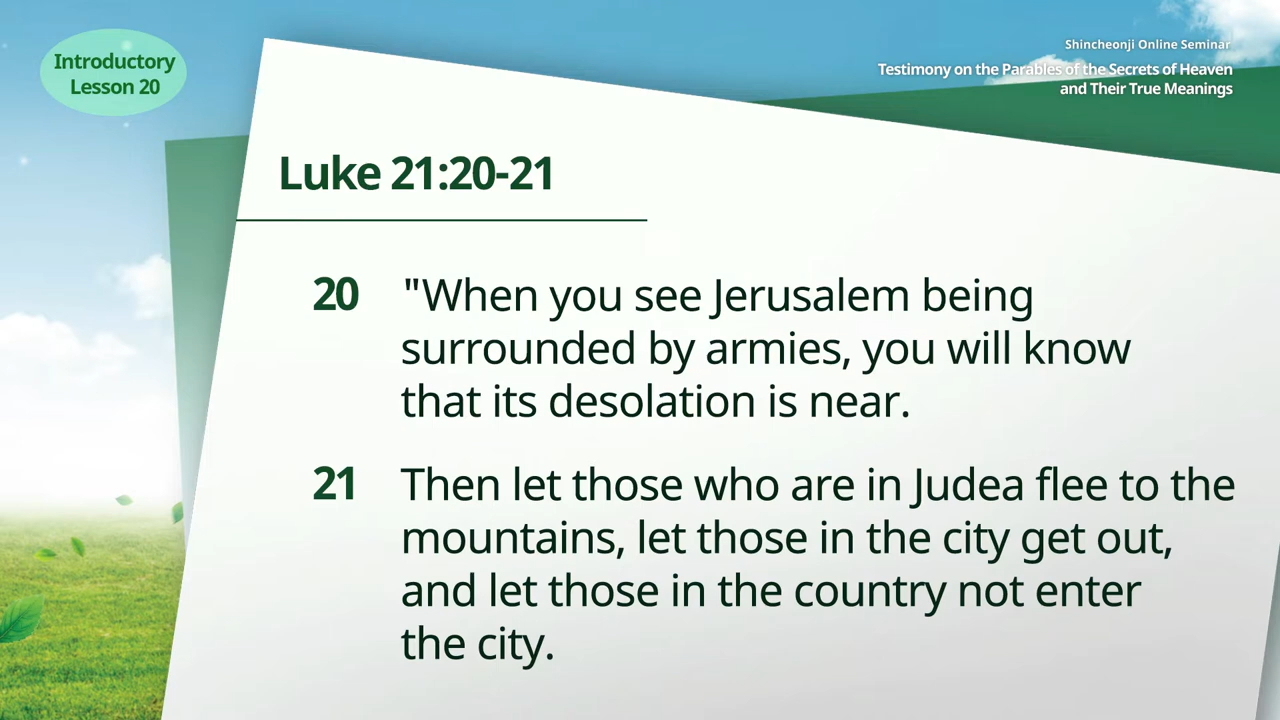 Introductory
Lesson 20
Shincheonji Online Seminar
Testimony on the Parables of the Secrets of Heaven
and Their True Meanings
Luke 21:20-21
20 "When you see Jerusalem being
surrounded by armies, you will know
that its desolation is near.
21 Then let those who are in Judea flee to the
mountains, let those in the city get out,
and let those in the country not enter
the city.